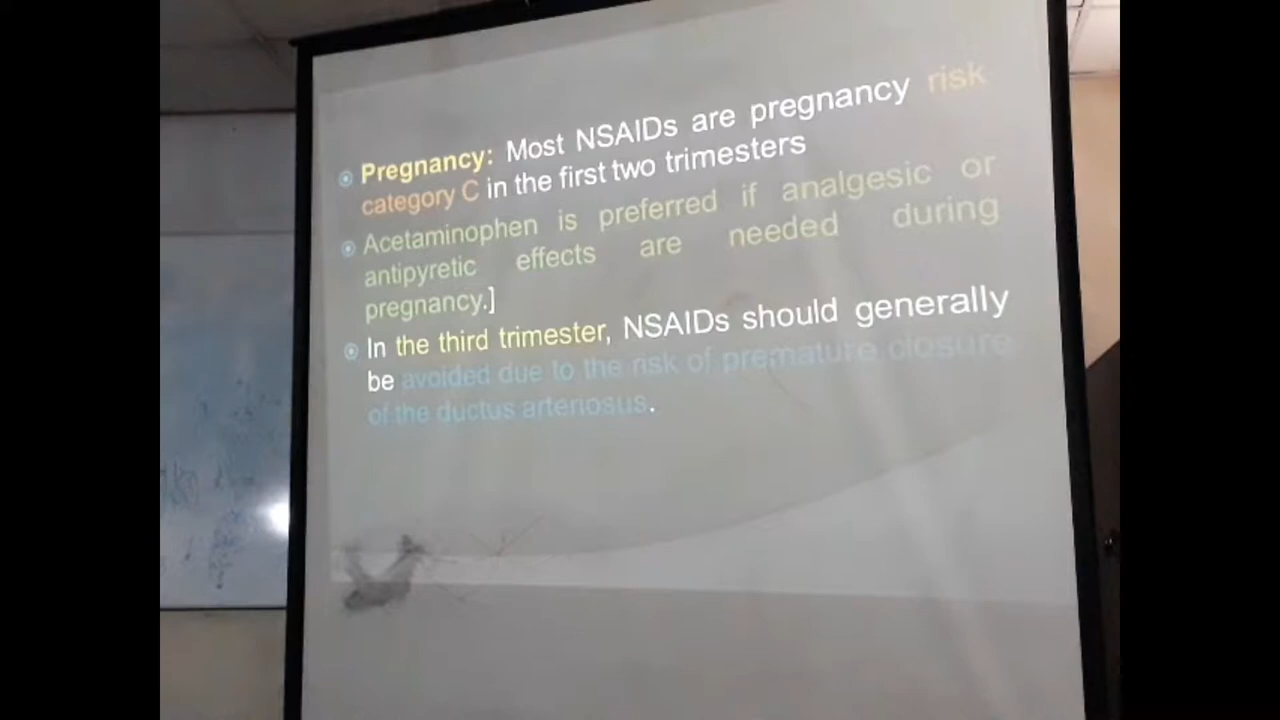 Pregnancy: Most NSAIDs are pregnancy risk
category C in the first two trimesters
Acetaminophen is preferred if analgesic or
antipyretic effects are needed during
pregnancy.]
In the third trimester, NSAIDs should generally
be avoided due to the risk of premature closure
of the ductus arteriosus.